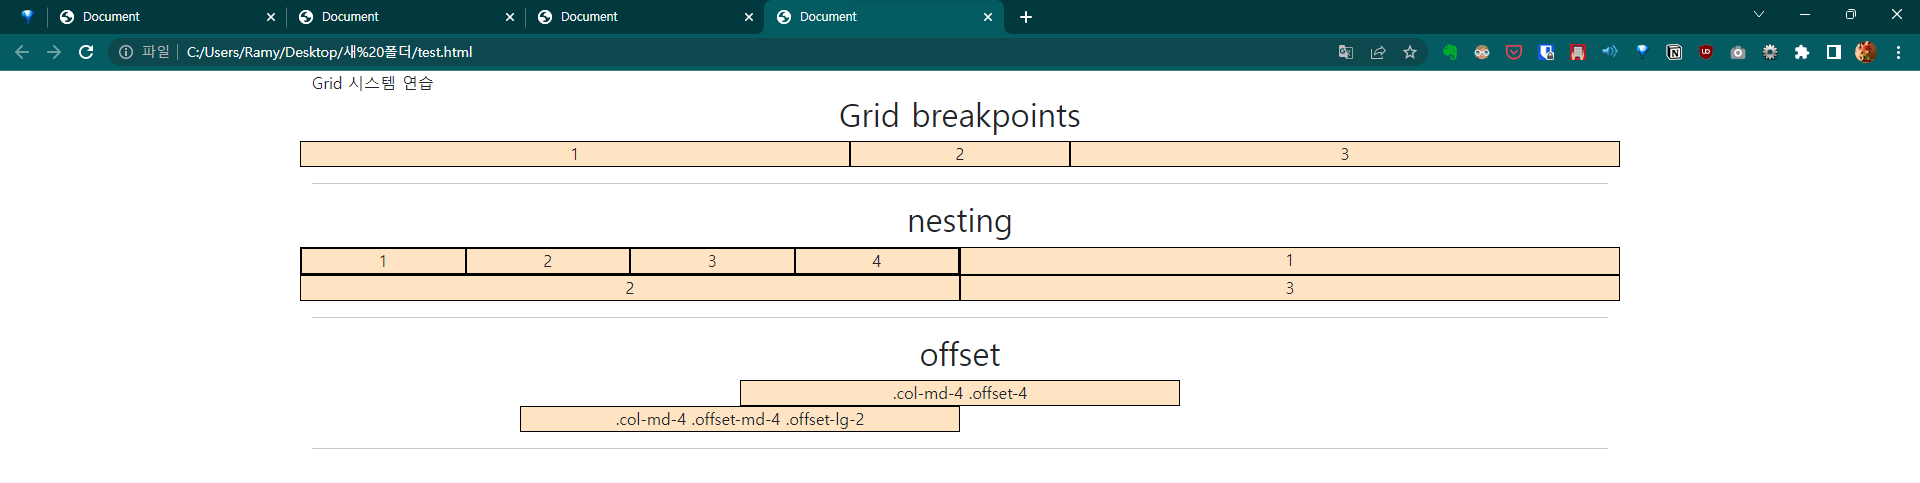 Document Document Document Document
파일 C:/Users/Ramy/Desktop/새%20폴더/test.html
Grid 시스템 연습
Grid breakpoints
1 2 3
nesting
1 2 3 4 1
2 3
offset
.col-md-4 .offset-4
.col-md-4 .offset-md-4 .offset-lg-2